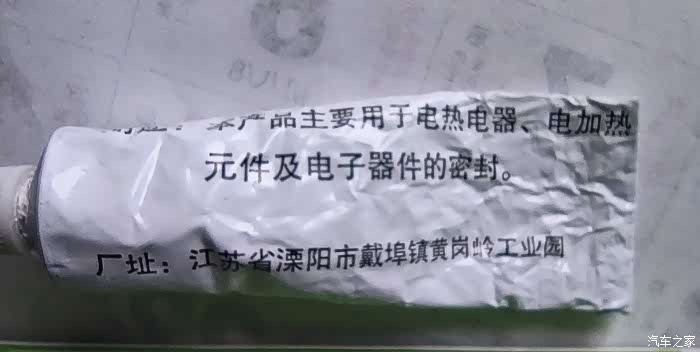 用途：本产品主要用于电热电器、电加热
元件及电子器件的密封。
厂址：江苏省溧阳市戴埠镇黄岗岭工业园
汽车之家